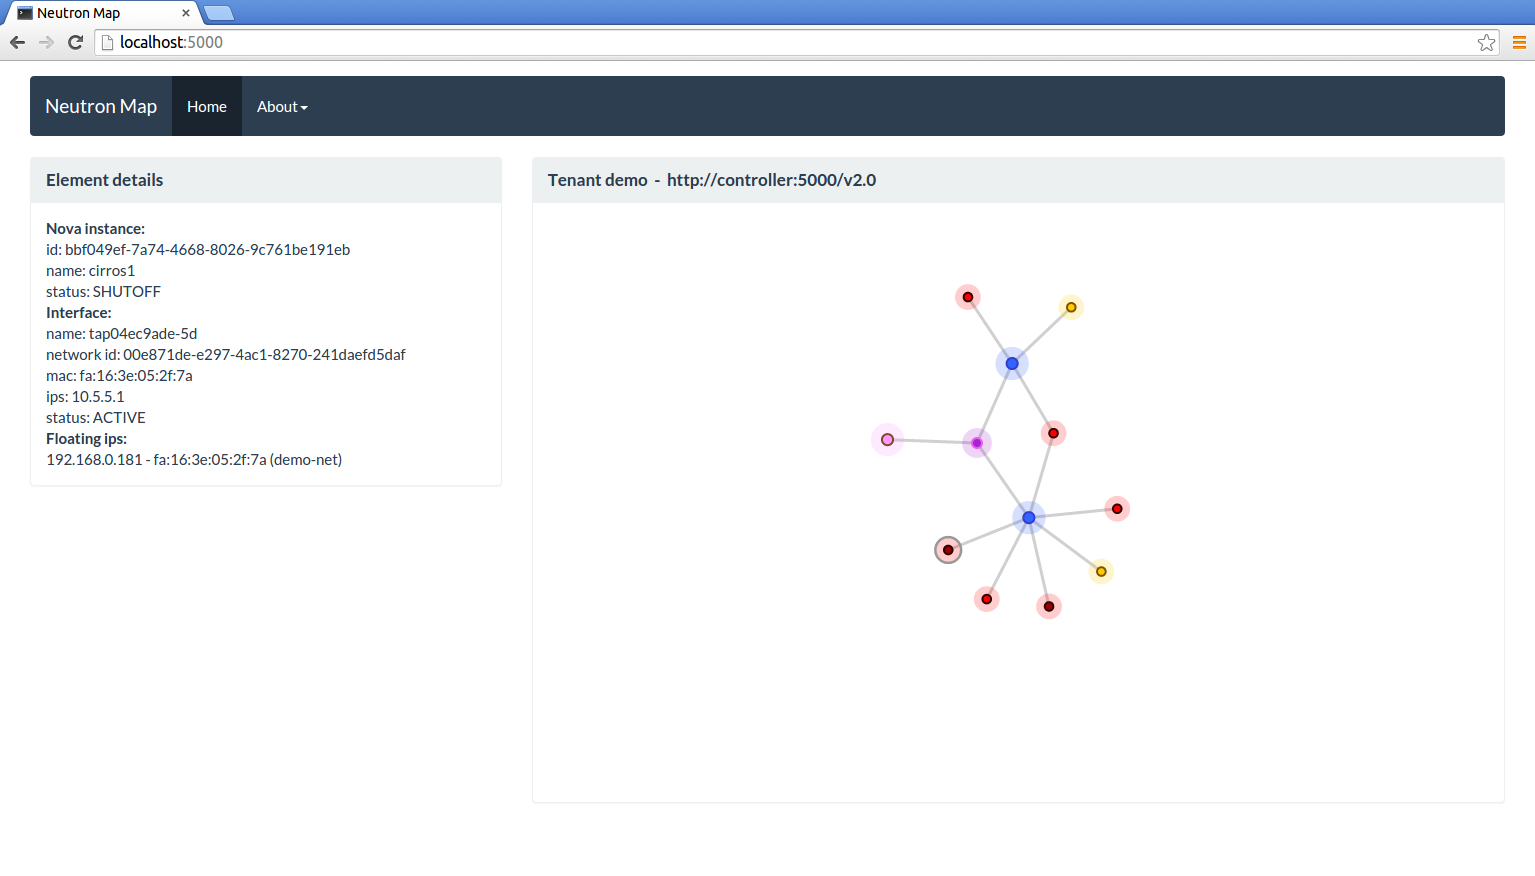 Neutron Map
localhost:5000
Neutron Map Home About
Element details
Nova instance:
id: bbf049ef-7a74-4668-8026-9c761be191eb
name: cirros1
status: SHUTOFF
Interface:
name: tap04ec9ade-5d
network id: 00e871de-e297-4ac1-8270-241daefd5daf
mac: fa:16:3e:05:2f:7a
ips: 10.5.5.1
status: ACTIVE
Floating ips:
192.168.0.181 - fa:16:3e:05:2f:7a (demo-net)
Tenant demo - http://controller:5000/v2.0